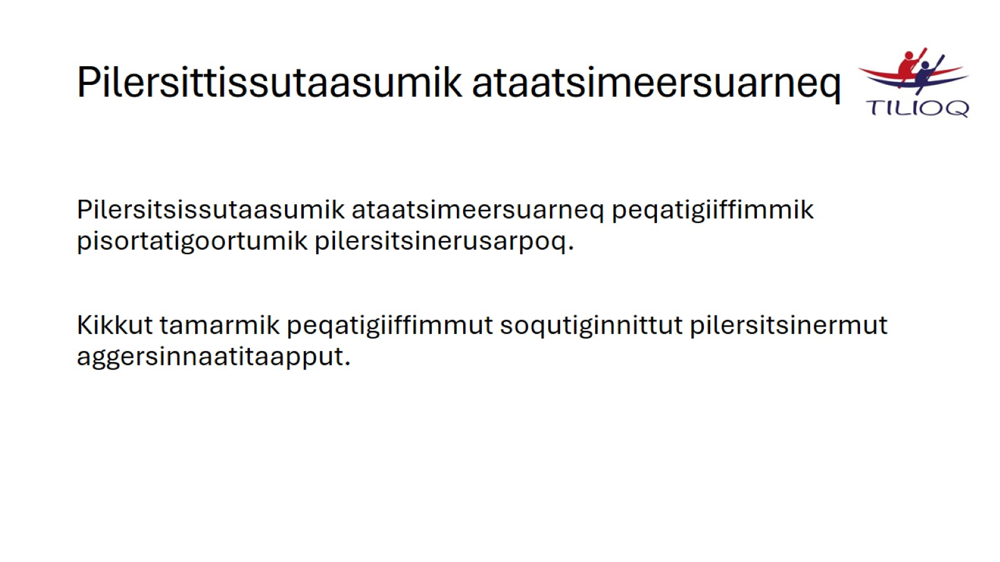 Pilersittissutaasumik ataatsimeersuarneq
TILIOQ
Pilersitsissutaasumik ataatsimeersuarneq peqatigiiffimmik
pisortatigoortumik pilersitsinerusarpoq.
Kikkut tamarmik peqatigiiffimmut soqutiginnittut pilersitsinermut
aggersinnaatitaapput.